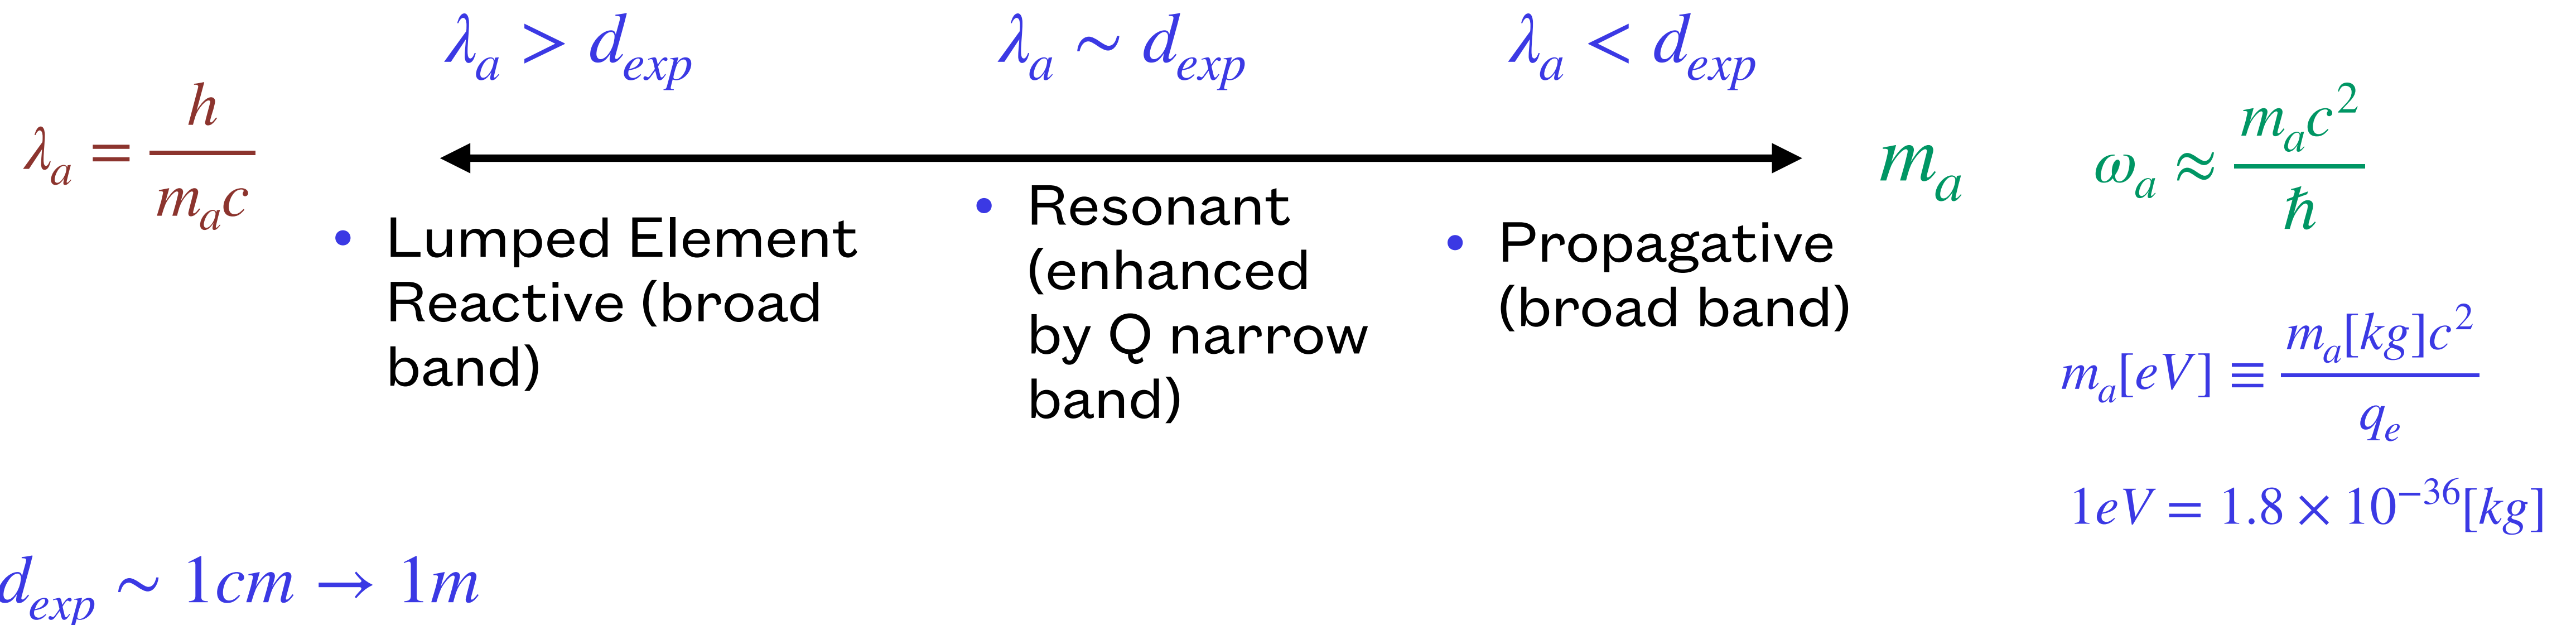 λ_a > d_exp
λ_a ∼ d_exp
λ_a < d_exp
λ_a = h / (m_a c)
m_a
ω_a ≈ m_a c² / ħ
• Lumped Element
Reactive (broad
band)
• Resonant
(enhanced
by Q narrow
band)
• Propagative
(broad band)
m_a[eV] ≡ m_a[kg]c² / q_e
1eV = 1.8 × 10⁻³⁶[kg]
d_exp ∼ 1cm → 1m